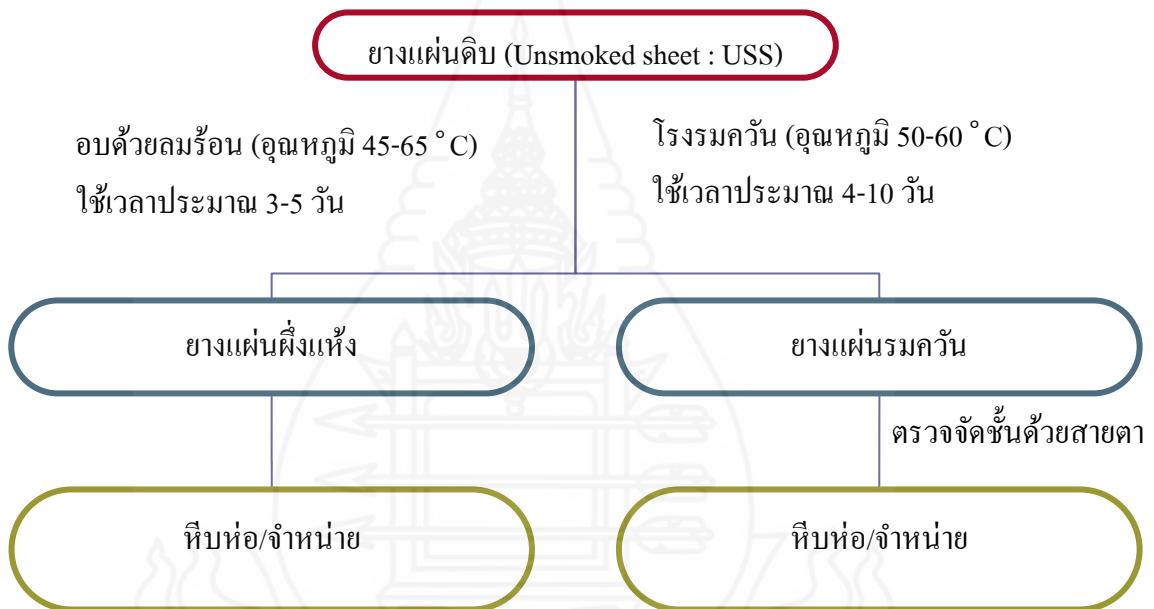 ยางแผ่นดิบ (Unsmoked sheet : USS)
อบด้วยลมร้อน (อุณหภูมิ 45-65 ˚C)
ใช้เวลาประมาณ 3-5 วัน
โรงรมควัน (อุณหภูมิ 50-60 ˚C)
ใช้เวลาประมาณ 4-10 วัน
ยางแผ่นผึ่งแห้ง
ยางแผ่นรมควัน
ตรวจจัดชั้นด้วยสายตา
หีบห่อ/จำหน่าย
หีบห่อ/จำหน่าย